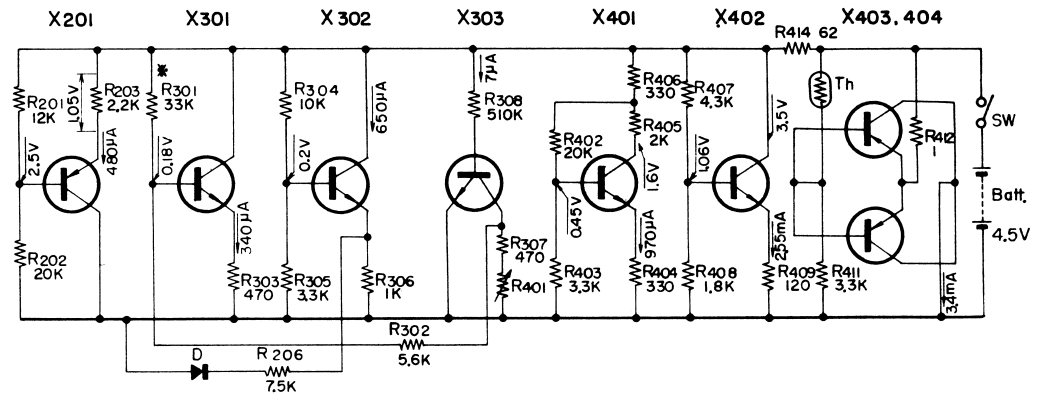 X201 X301 X302 X303 X401 X402 X403, 404
R414 62
R201
12K
1.05V
R203
2.2K
480μA
2.5V
R202
20K
*
R301
33K
0.18V
340μA
R303
470
R304
10K
650μA
0.2V
R305
3.3K
R306
1K
7μA
R308
510K
R307
470
R401
R406
330
R405
2K
R402
20K
1.6V
0.45V
970μA
R403
3.3K
R404
330
R407
4.3K
3.5V
1.06V
2.55mA
R408
1.8K
R409
120
Th
R411
3.3K
R412
1
3.4mA
SW
Batt.
4.5V
R302
5.6K
D
R206
7.5K